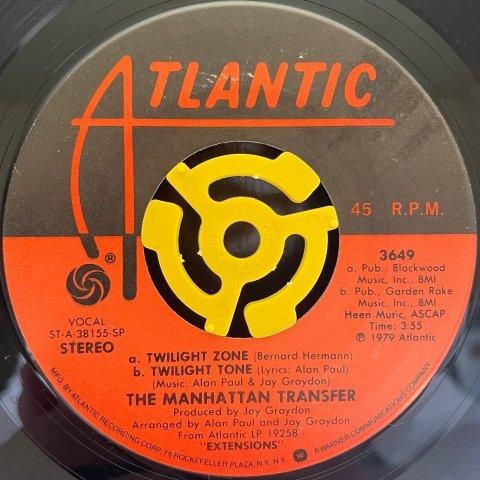 ATLANTIC
45 R.P.M.
®
VOCAL
ST-A-38155-SP
STEREO
3649
a. Pub., Blackwood
Music, Inc., BMI
b. Pub., Garden Rake
Music, Inc., BMI
Heen Music, ASCAP
Time: 3:55
℗ 1979 Atlantic
a. TWILIGHT ZONE (Bernard Hermann)
b. TWILIGHT TONE (Lyrics: Alan Paul)
(Music: Alan Paul & Jay Graydon)
THE MANHATTAN TRANSFER
Produced by Jay Graydon
Arranged by Alan Paul and Jay Graydon
From Atlantic LP 19258 -
"EXTENSIONS"
MFG. BY ATLANTIC RECORDING CORP. 75 ROCKEFELLER PLAZA, N.Y. N.Y. W A WARNER COMMUNICATIONS COMPANY